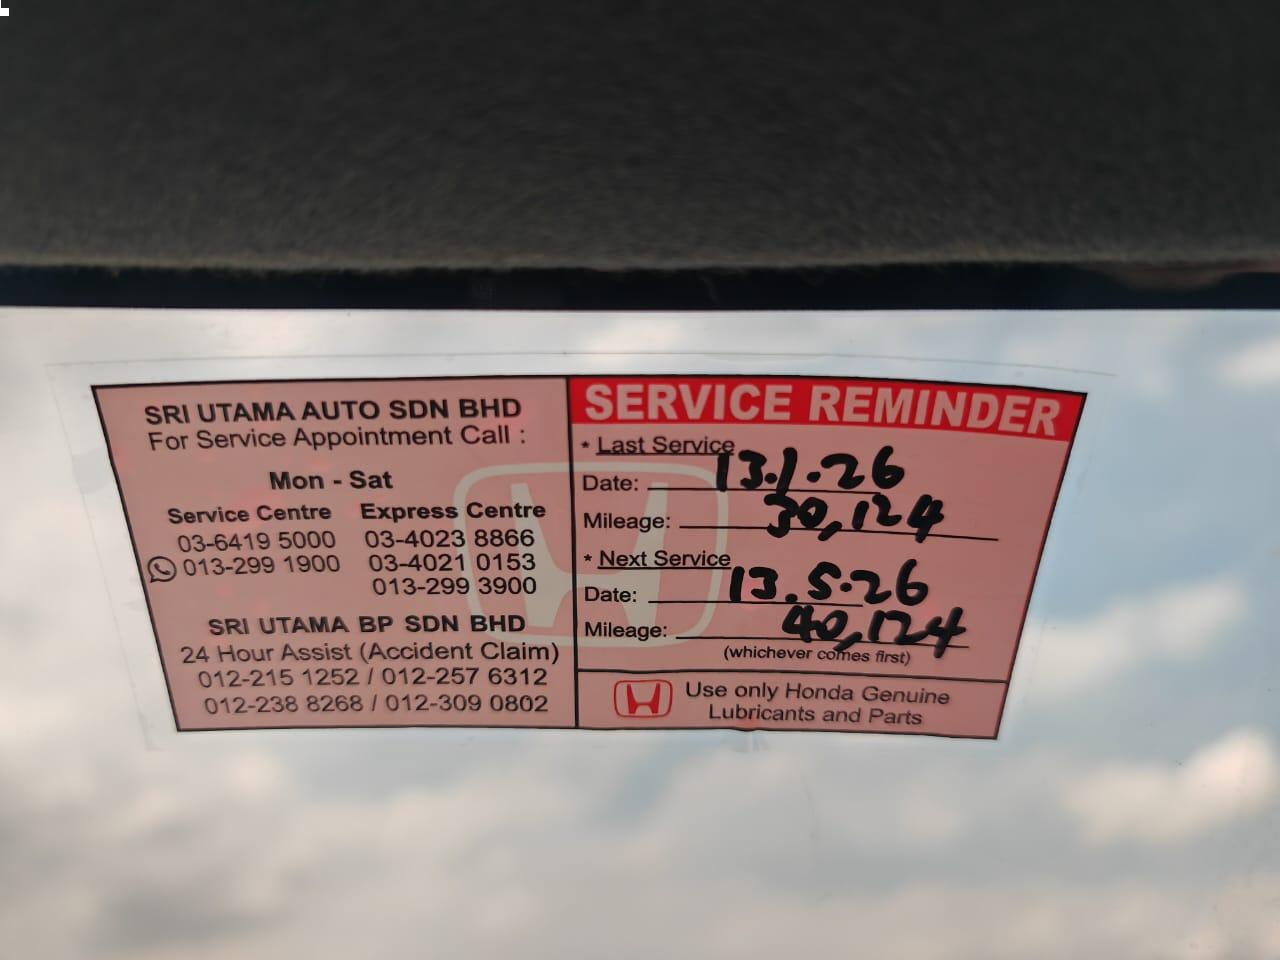 SRI UTAMA AUTO SDN BHD
For Service Appointment Call :
Mon - Sat
Service Centre Express Centre
03-6419 5000 03-4023 8866
013-299 1900 03-4021 0153
013-299 3900
SRI UTAMA BP SDN BHD
24 Hour Assist (Accident Claim)
012-215 1252 / 012-257 6312
012-238 8268 / 012-309 0802
SERVICE REMINDER
* Last Service
Date: 13.1.26
Mileage: 30,124
* Next Service
Date: 13.5.26
Mileage: 40,124
(whichever comes first)
Use only Honda Genuine
Lubricants and Parts